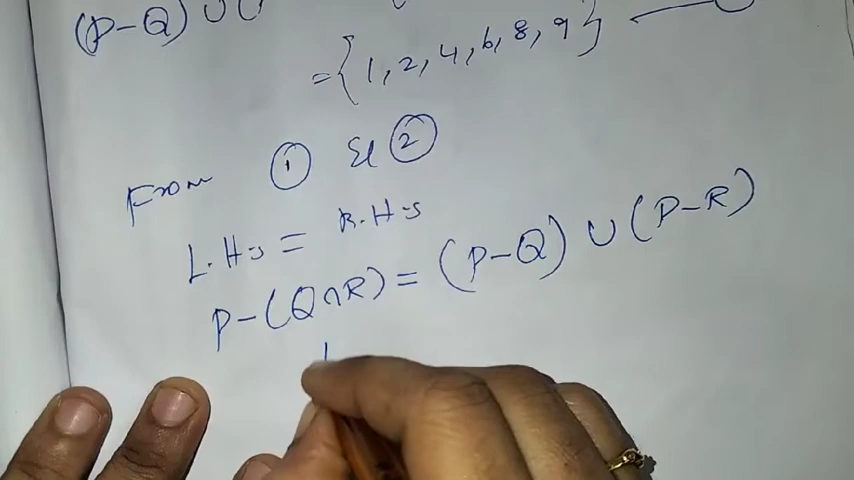 (P-Q) ∪
= {1, 2, 4, 6, 8, 9} ←
From ① & ②
L.H.S = R.H.S
P-(Q∩R) = (P-Q) ∪ (P-R)